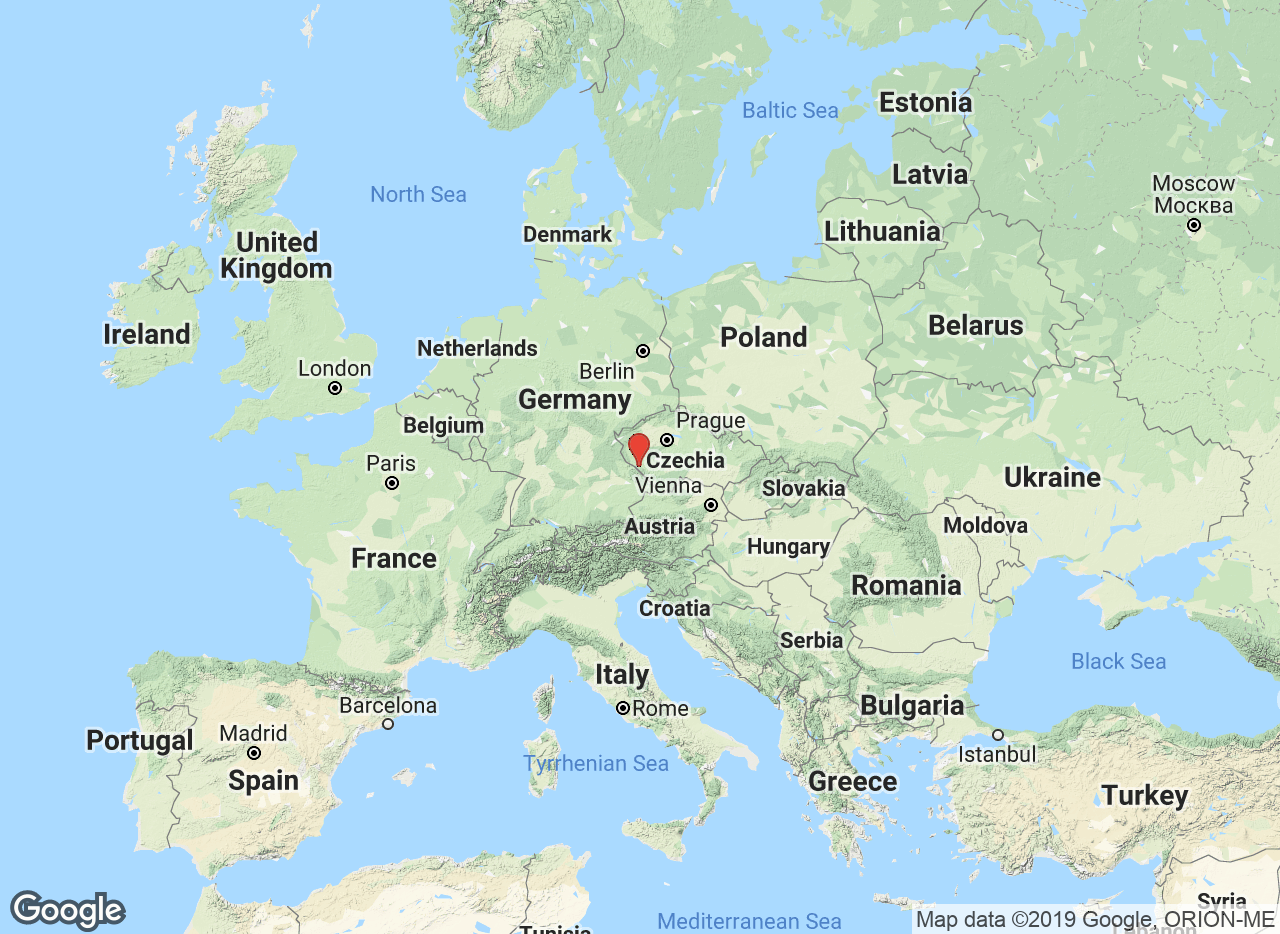 Baltic Sea
Estonia
Latvia
Moscow
Москва
North Sea
Denmark
Lithuania
United
Kingdom
Ireland
Belarus
Poland
Netherlands
London
Berlin
Germany
Belgium
Prague
Paris
Czechia
Ukraine
Vienna
Slovakia
Austria
Moldova
Hungary
France
Romania
Croatia
Serbia
Black Sea
Italy
Barcelona
Rome
Bulgaria
Madrid
Portugal
Istanbul
Tyrrhenian Sea
Spain
Greece
Turkey
Syria
Google
Mediterranean Sea
Map data ©2019 Google, ORION-ME
Tunisia
Lebanon